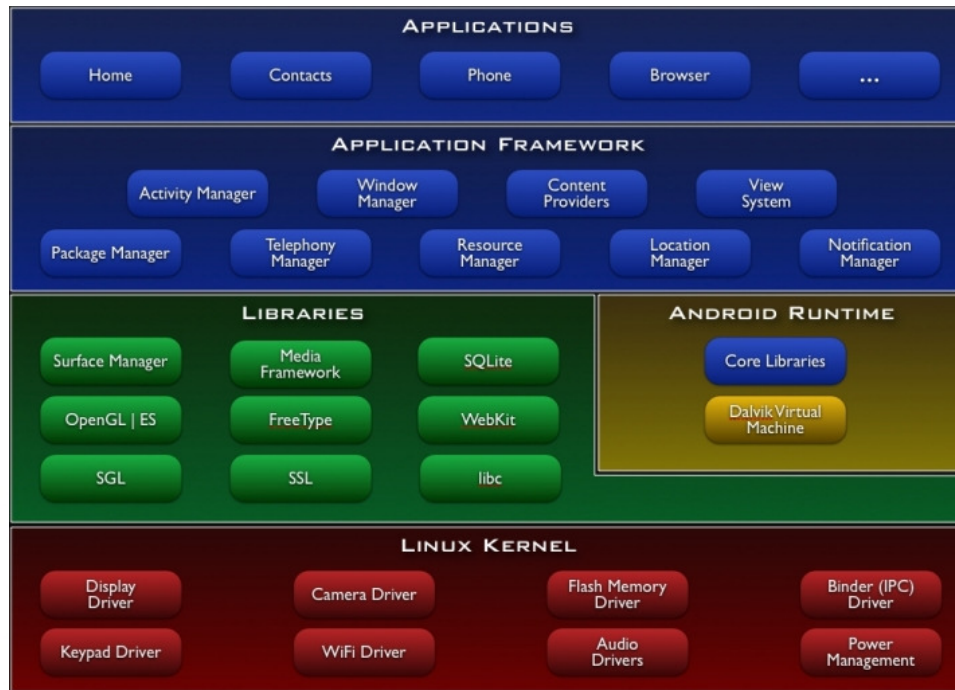 APPLICATIONS
Home
Contacts
Phone
Browser
...
APPLICATION FRAMEWORK
Activity Manager
Window
Manager
Content
Providers
View
System
Package Manager
Telephony
Manager
Resource
Manager
Location
Manager
Notification
Manager
LIBRARIES
Surface Manager
Media
Framework
SQLite
OpenGL | ES
FreeType
WebKit
SGL
SSL
libc
ANDROID RUNTIME
Core Libraries
Dalvik Virtual
Machine
LINUX KERNEL
Display
Driver
Camera Driver
Flash Memory
Driver
Binder (IPC)
Driver
Keypad Driver
WiFi Driver
Audio
Drivers
Power
Management